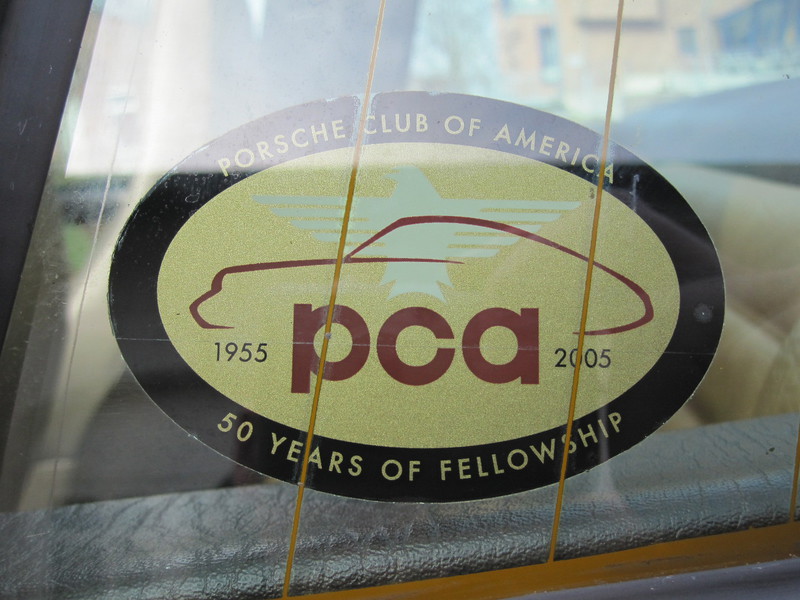 PORSCHE CLUB OF AMERICA
1955 pca 2005
50 YEARS OF FELLOWSHIP